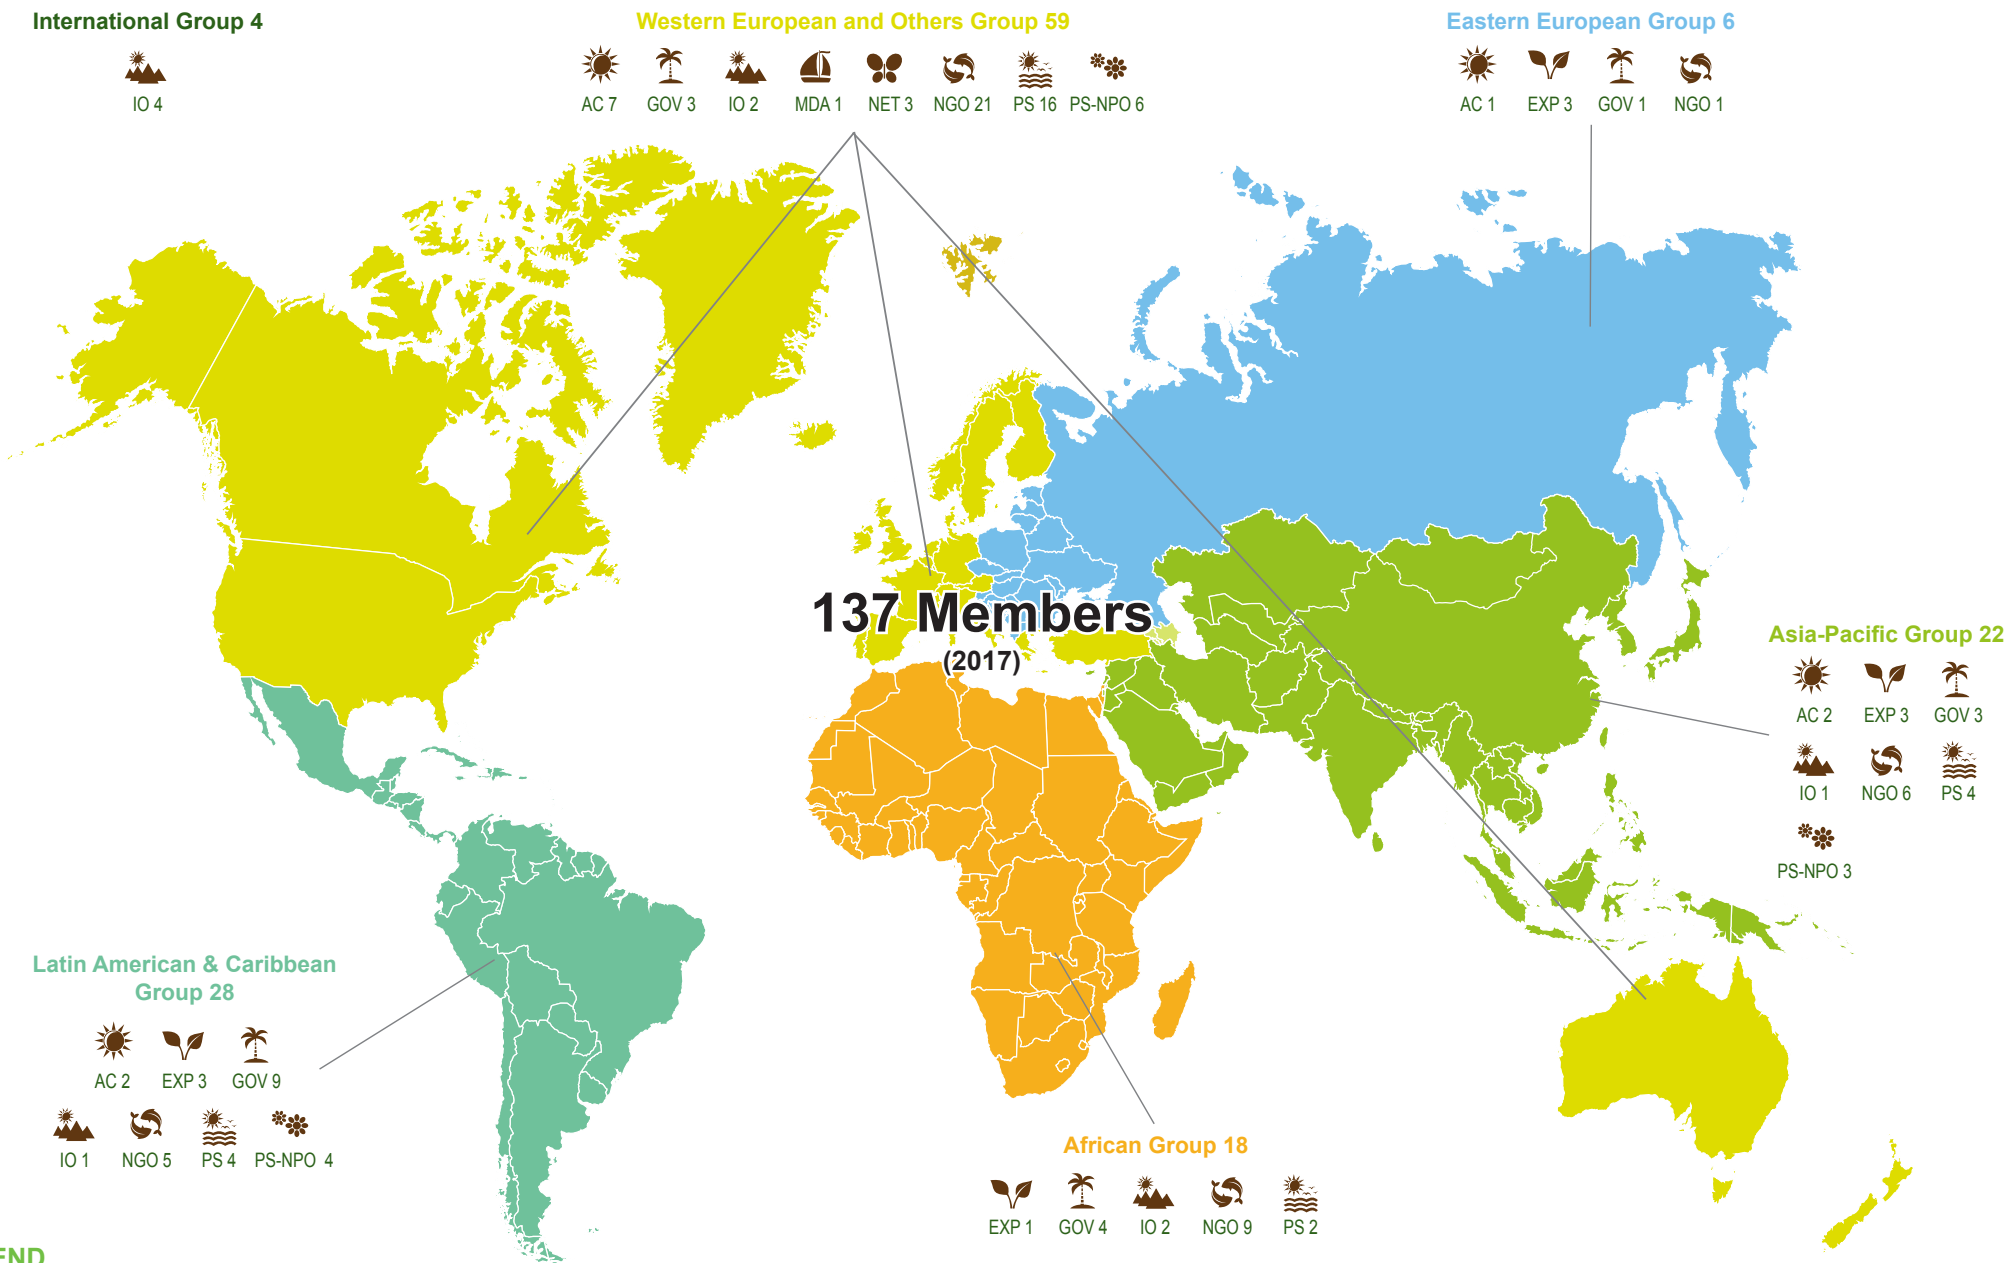 International Group 4
IO 4
Western European and Others Group 59
AC 7 GOV 3 IO 2 MDA 1 NET 3 NGO 21 PS 16 PS-NPO 6
Eastern European Group 6
AC 1 EXP 3 GOV 1 NGO 1
137 Members
(2017)
Asia-Pacific Group 22
AC 2 EXP 3 GOV 3
IO 1 NGO 6 PS 4
PS-NPO 3
Latin American & Caribbean
Group 28
AC 2 EXP 3 GOV 9
IO 1 NGO 5 PS 4 PS-NPO 4
African Group 18
EXP 1 GOV 4 IO 2 NGO 9 PS 2